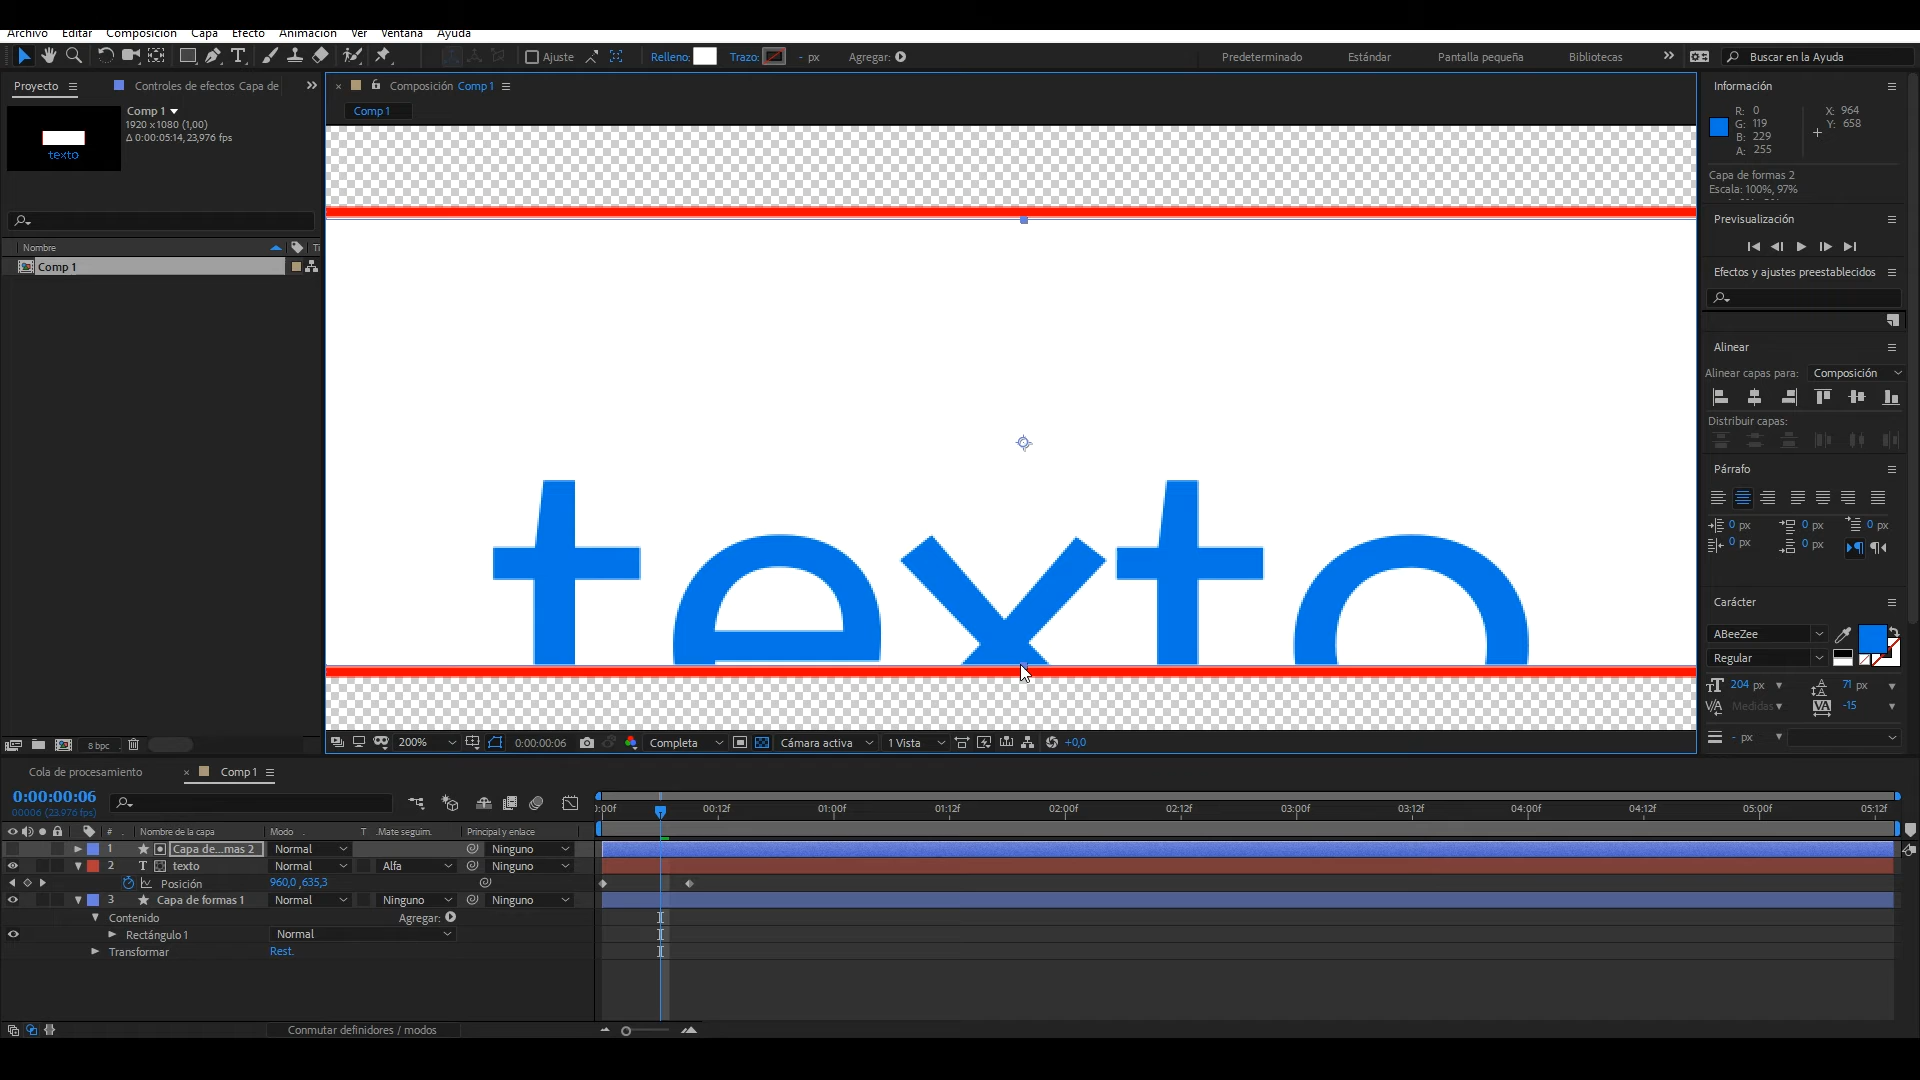 Archivo Editar Composición Capa Efecto Animación Ver Ventana Ayuda
Ajuste Relleno: Trazo: - px Agregar: Predeterminado Estándar Pantalla pequeña Bibliotecas Buscar en la Ayuda
Proyecto Controles de efectos Capa de
Comp 1
1920 x1080 (1,00)
Δ 0:00:05:14, 23,976 fps
texto
Nombre Ti
Comp 1
8 bpc
Composición Comp 1
Comp 1
texto
200% 0:00:00:06 Completa Cámara activa 1 Vista +0,0
Información
R: 0 X: 964
G: 119 Y: 658
B: 229
A: 255
Capa de formas 2
Escala: 100%, 97%
Previsualización
Efectos y ajustes preestablecidos
Alinear
Alinear capas para: Composición
Distribuir capas:
Párrafo
0 px 0 px 0 px
0 px 0 px
Carácter
ABeeZee
Regular
204 px 71 px
Medidas -15
- px
Cola de procesamiento Comp 1
0:00:00:06
00006 (23.976 fps)
:00f 00:12f 01:00f 01:12f 02:00f 02:12f 03:00f 03:12f 04:00f 04:12f 05:00f 05:12f
# Nombre de la capa Modo T .Mate seguim. Principal y enlace
1 Capa de...mas 2 Normal Ninguno
2 T texto Normal Alfa Ninguno
Posición 960,0 ,635,3
3 Capa de formas 1 Normal Ninguno Ninguno
Contenido Agregar:
Rectángulo 1 Normal
Transformar Rest.
Conmutar definidores / modos